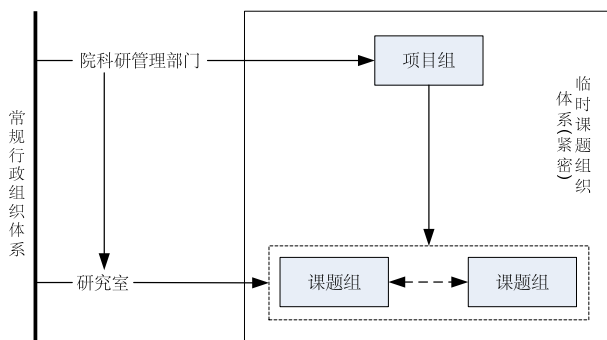 常规行政组织体系
院科研管理部门
项目组
临时课题组织
体系(紧密)
研究室
课题组
课题组